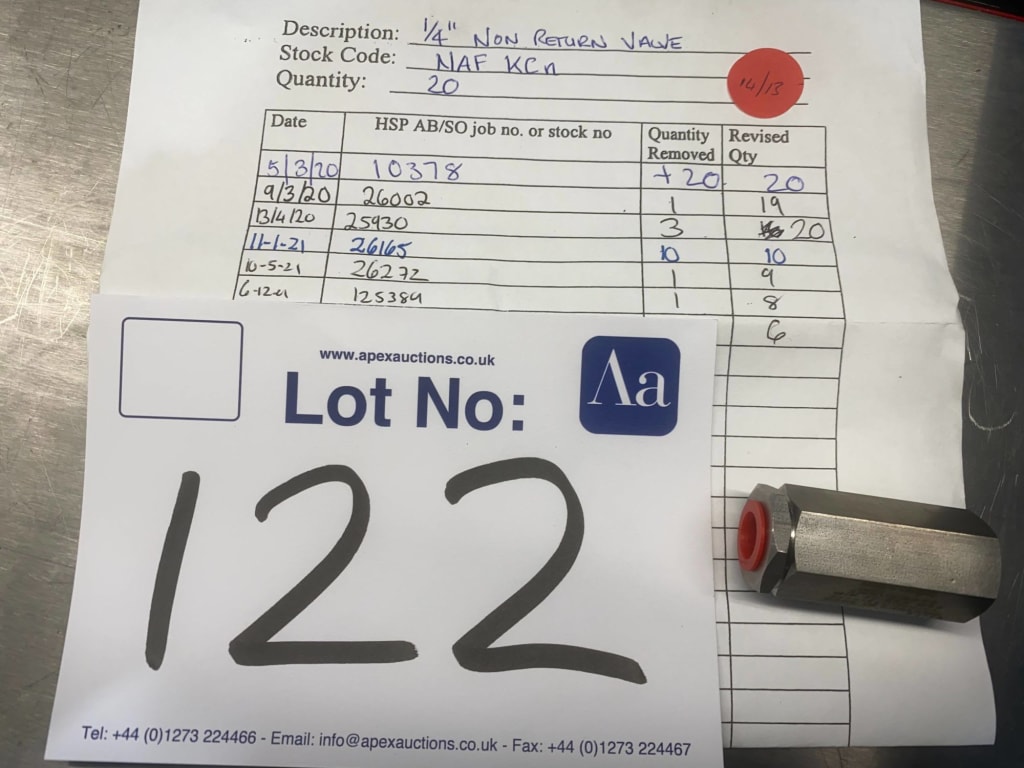 Description: 1/4" NON RETURN VALVE
Stock Code: NAF KCn
Quantity: 20
14/13
Date HSP AB/SO job no. or stock no Quantity Removed Revised Qty
5/3/20 10378 +20 20
9/3/20 26002 1 19
13/4/20 25930 3 20
11-1-21 26165 10 10
10-5-21 26272 1 9
6-12-21 125384 1 8
6
www.apexauctions.co.uk
Lot No:
Aa
122
Tel: +44 (0)1273 224466 - Email: info@apexauctions.co.uk - Fax: +44 (0)1273 224467